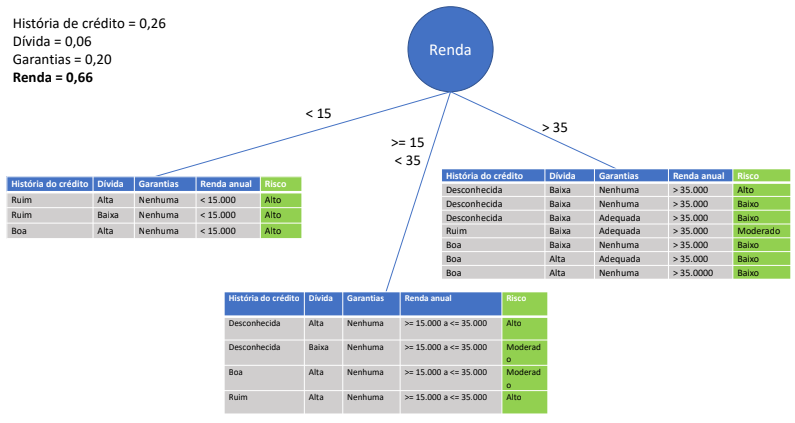 História de crédito = 0,26
Dívida = 0,06
Garantias = 0,20
Renda = 0,66
Renda
< 15
>= 15
< 35
> 35
História do crédito Dívida Garantias Renda anual Risco
Ruim Alta Nenhuma < 15.000 Alto
Ruim Baixa Nenhuma < 15.000 Alto
Boa Alta Nenhuma < 15.000 Alto
História do crédito Dívida Garantias Renda anual Risco
Desconhecida Baixa Nenhuma > 35.000 Alto
Desconhecida Baixa Nenhuma > 35.000 Baixo
Desconhecida Baixa Adequada > 35.000 Baixo
Ruim Baixa Adequada > 35.000 Moderado
Boa Baixa Nenhuma > 35.000 Baixo
Boa Alta Adequada > 35.000 Baixo
Boa Alta Nenhuma > 35.0000 Baixo
História do crédito Dívida Garantias Renda anual Risco
Desconhecida Alta Nenhuma >= 15.000 a <= 35.000 Alto
Desconhecida Baixa Nenhuma >= 15.000 a <= 35.000 Moderad
o
Boa Alta Nenhuma >= 15.000 a <= 35.000 Moderad
o
Ruim Alta Nenhuma >= 15.000 a <= 35.000 Alto